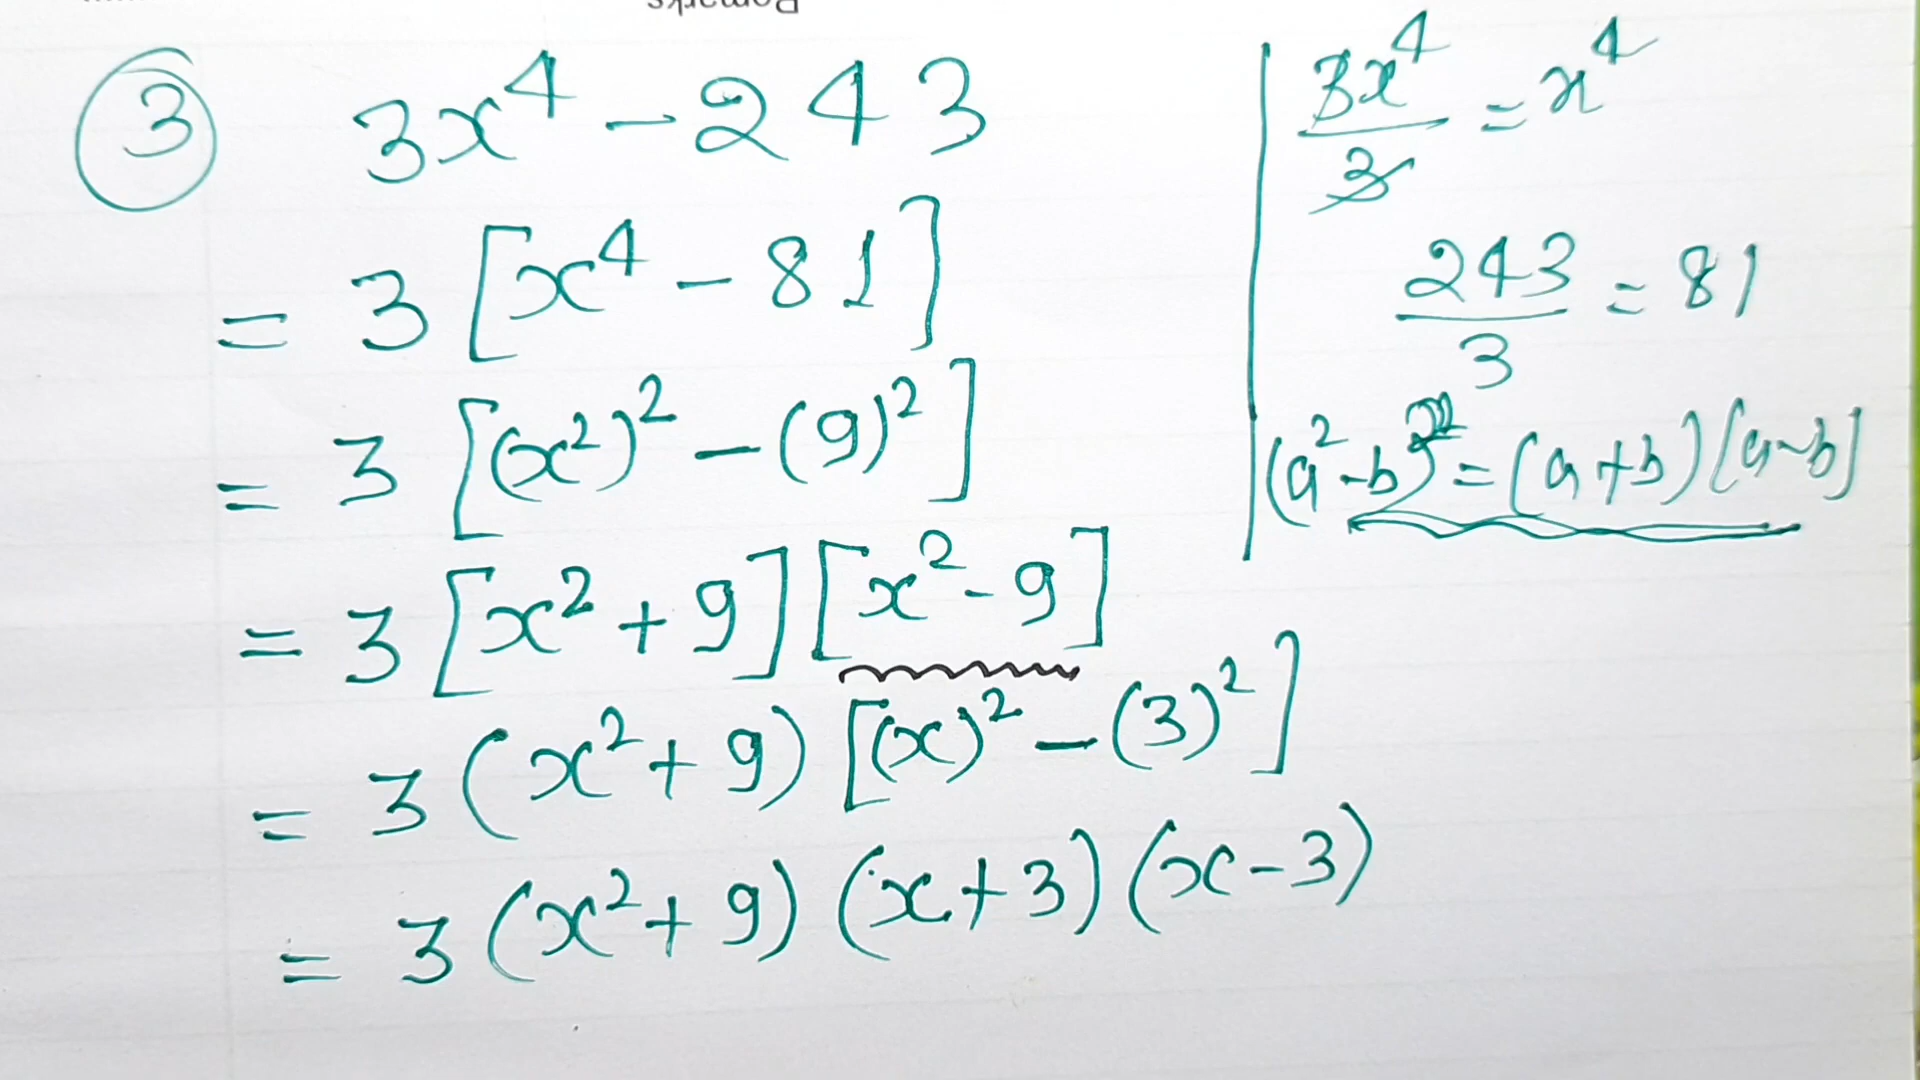 Remarks
③ 3x⁴ - 243
= 3 [x⁴ - 81]
= 3 [(x²)² - (9)²]
= 3 [x² + 9] [x² - 9]
= 3 (x² + 9) [(x)² - (3)²]
= 3 (x² + 9) (x + 3) (x - 3)
3x⁴/3 = x⁴
243/3 = 81
(a² - b²) = (a + b) (a - b)